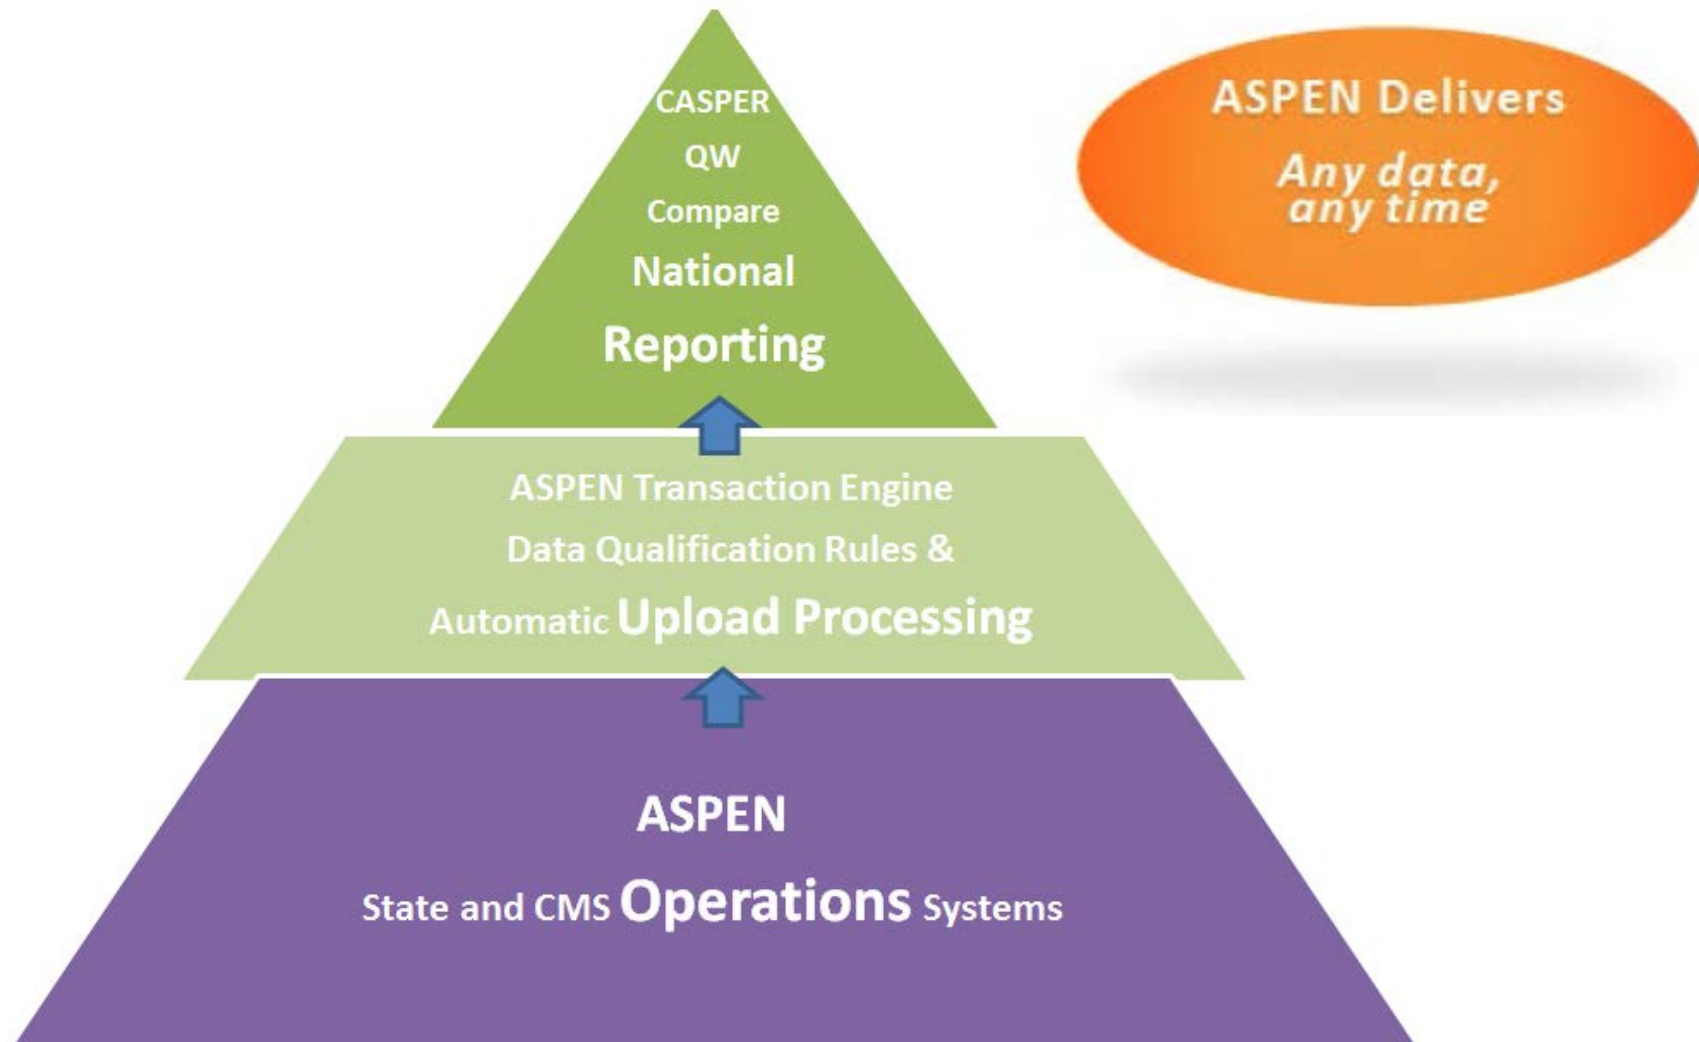 CASPER
QW
Compare
National
Reporting
ASPEN Delivers
Any data,
any time
ASPEN Transaction Engine
Data Qualification Rules &
Automatic Upload Processing
ASPEN
State and CMS Operations Systems